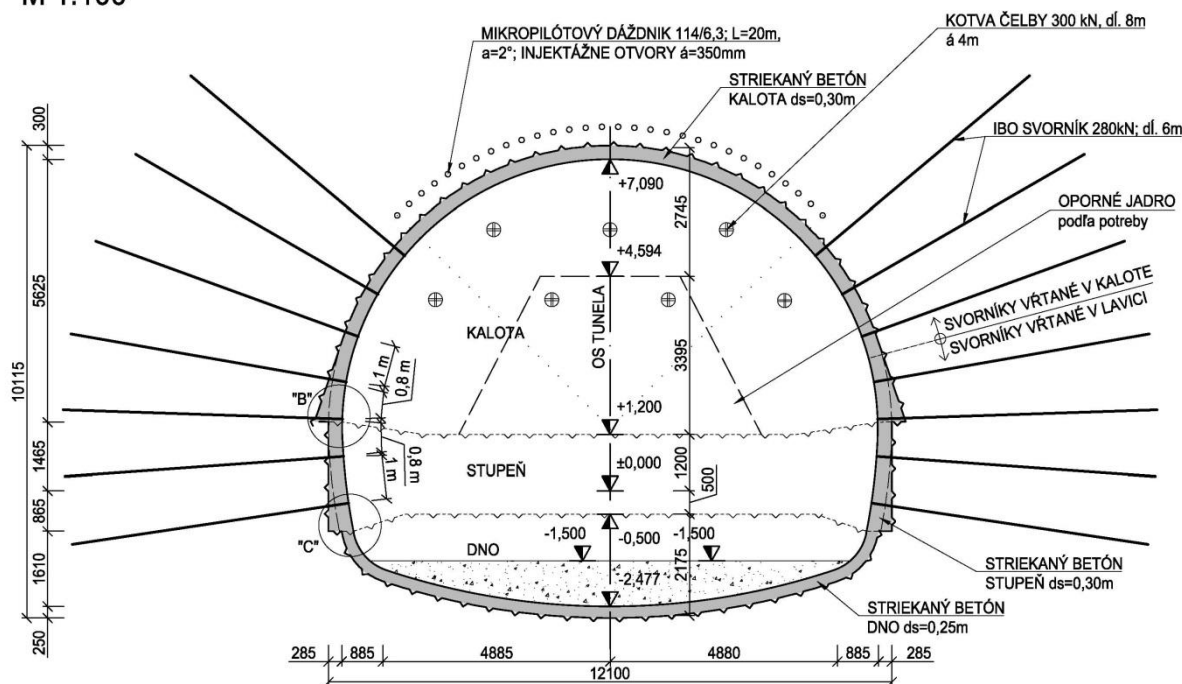 M 1:100
MIKROPILÓTOVÝ DÁŽDNIK 114/6,3; L=20m,
a=2°; INJEKTÁŽNE OTVORY á=350mm
KOTVA ČELBY 300 kN, dĺ. 8m
á 4m
STRIEKANÝ BETÓN
KALOTA ds=0,30m
IBO SVORNÍK 280kN; dĺ. 6m
OPORNÉ JADRO
podľa potreby
SVORNÍKY VŔTANÉ V KALOTE
SVORNÍKY VŔTANÉ V LAVICI
300
5625
10115
1465
865
1610
250
+7,090
2745
+4,594
OS TUNELA
KALOTA
3395
1 m
0,8 m
"B"
+1,200
0,8 m
1 m
STUPEŇ
±0,000
1200
500
"C"
DNO
-1,500
-0,500
-1,500
-2,477
2175
STRIEKANÝ BETÓN
STUPEŇ ds=0,30m
STRIEKANÝ BETÓN
DNO ds=0,25m
285
885
4885
4880
885
285
12100